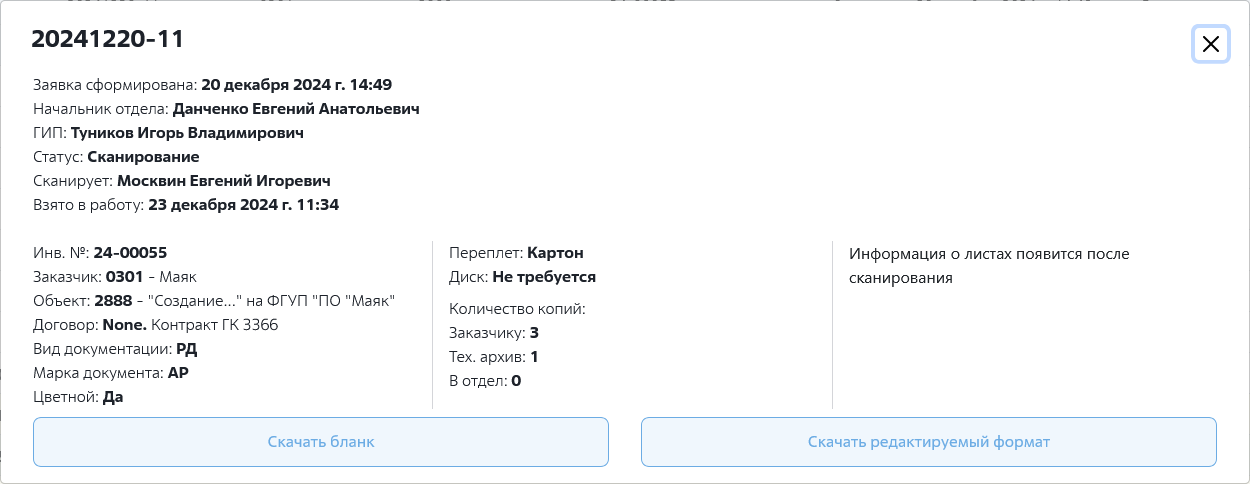 20241220-11
Заявка сформирована: 20 декабря 2024 г. 14:49
Начальник отдела: Данченко Евгений Анатольевич
ГИП: Туников Игорь Владимирович
Статус: Сканирование
Сканирует: Москвин Евгений Игоревич
Взято в работу: 23 декабря 2024 г. 11:34
Инв. №: 24-00055
Заказчик: 0301 - Маяк
Объект: 2888 - "Создание..." на ФГУП "ПО "Маяк"
Договор: None. Контракт ГК 3366
Вид документации: РД
Марка документа: АР
Цветной: Да
Переплет: Картон
Диск: Не требуется
Количество копий:
Заказчику: 3
Тех. архив: 1
В отдел: 0
Информация о листах появится после
сканирования
Скачать бланк
Скачать редактируемый формат